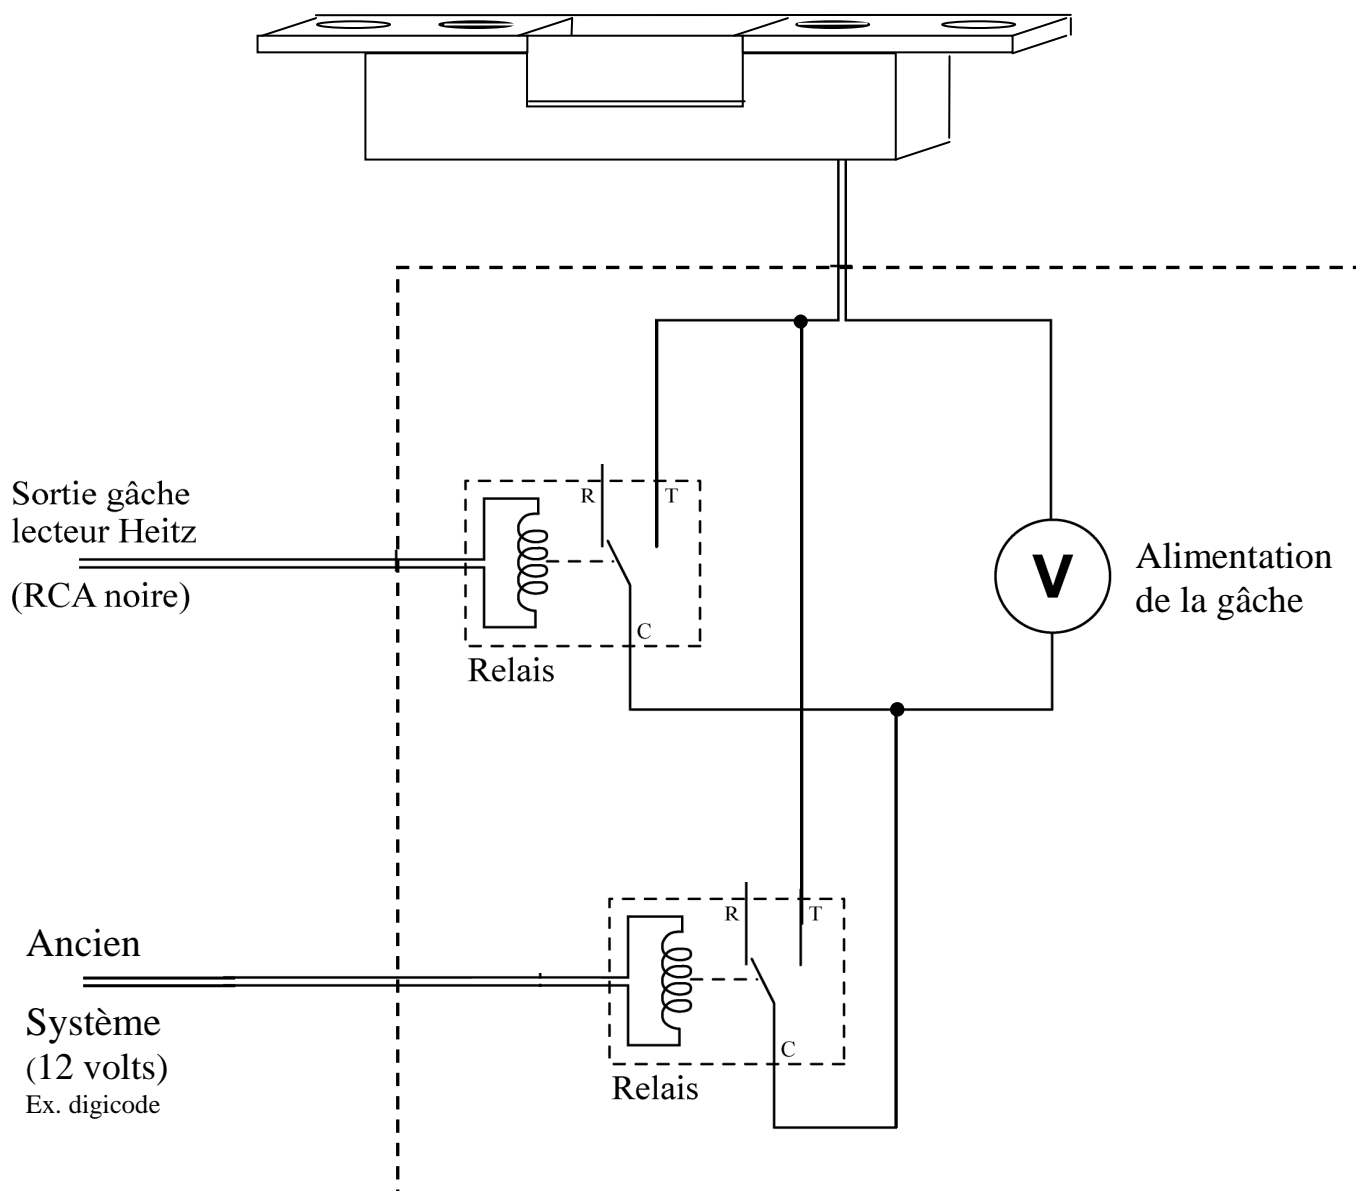 R
T
Sortie gâche
lecteur Heitz
(RCA noire)
V
Alimentation
de la gâche
C
Relais
R
T
Ancien
Système
(12 volts)
Ex. digicode
C
Relais